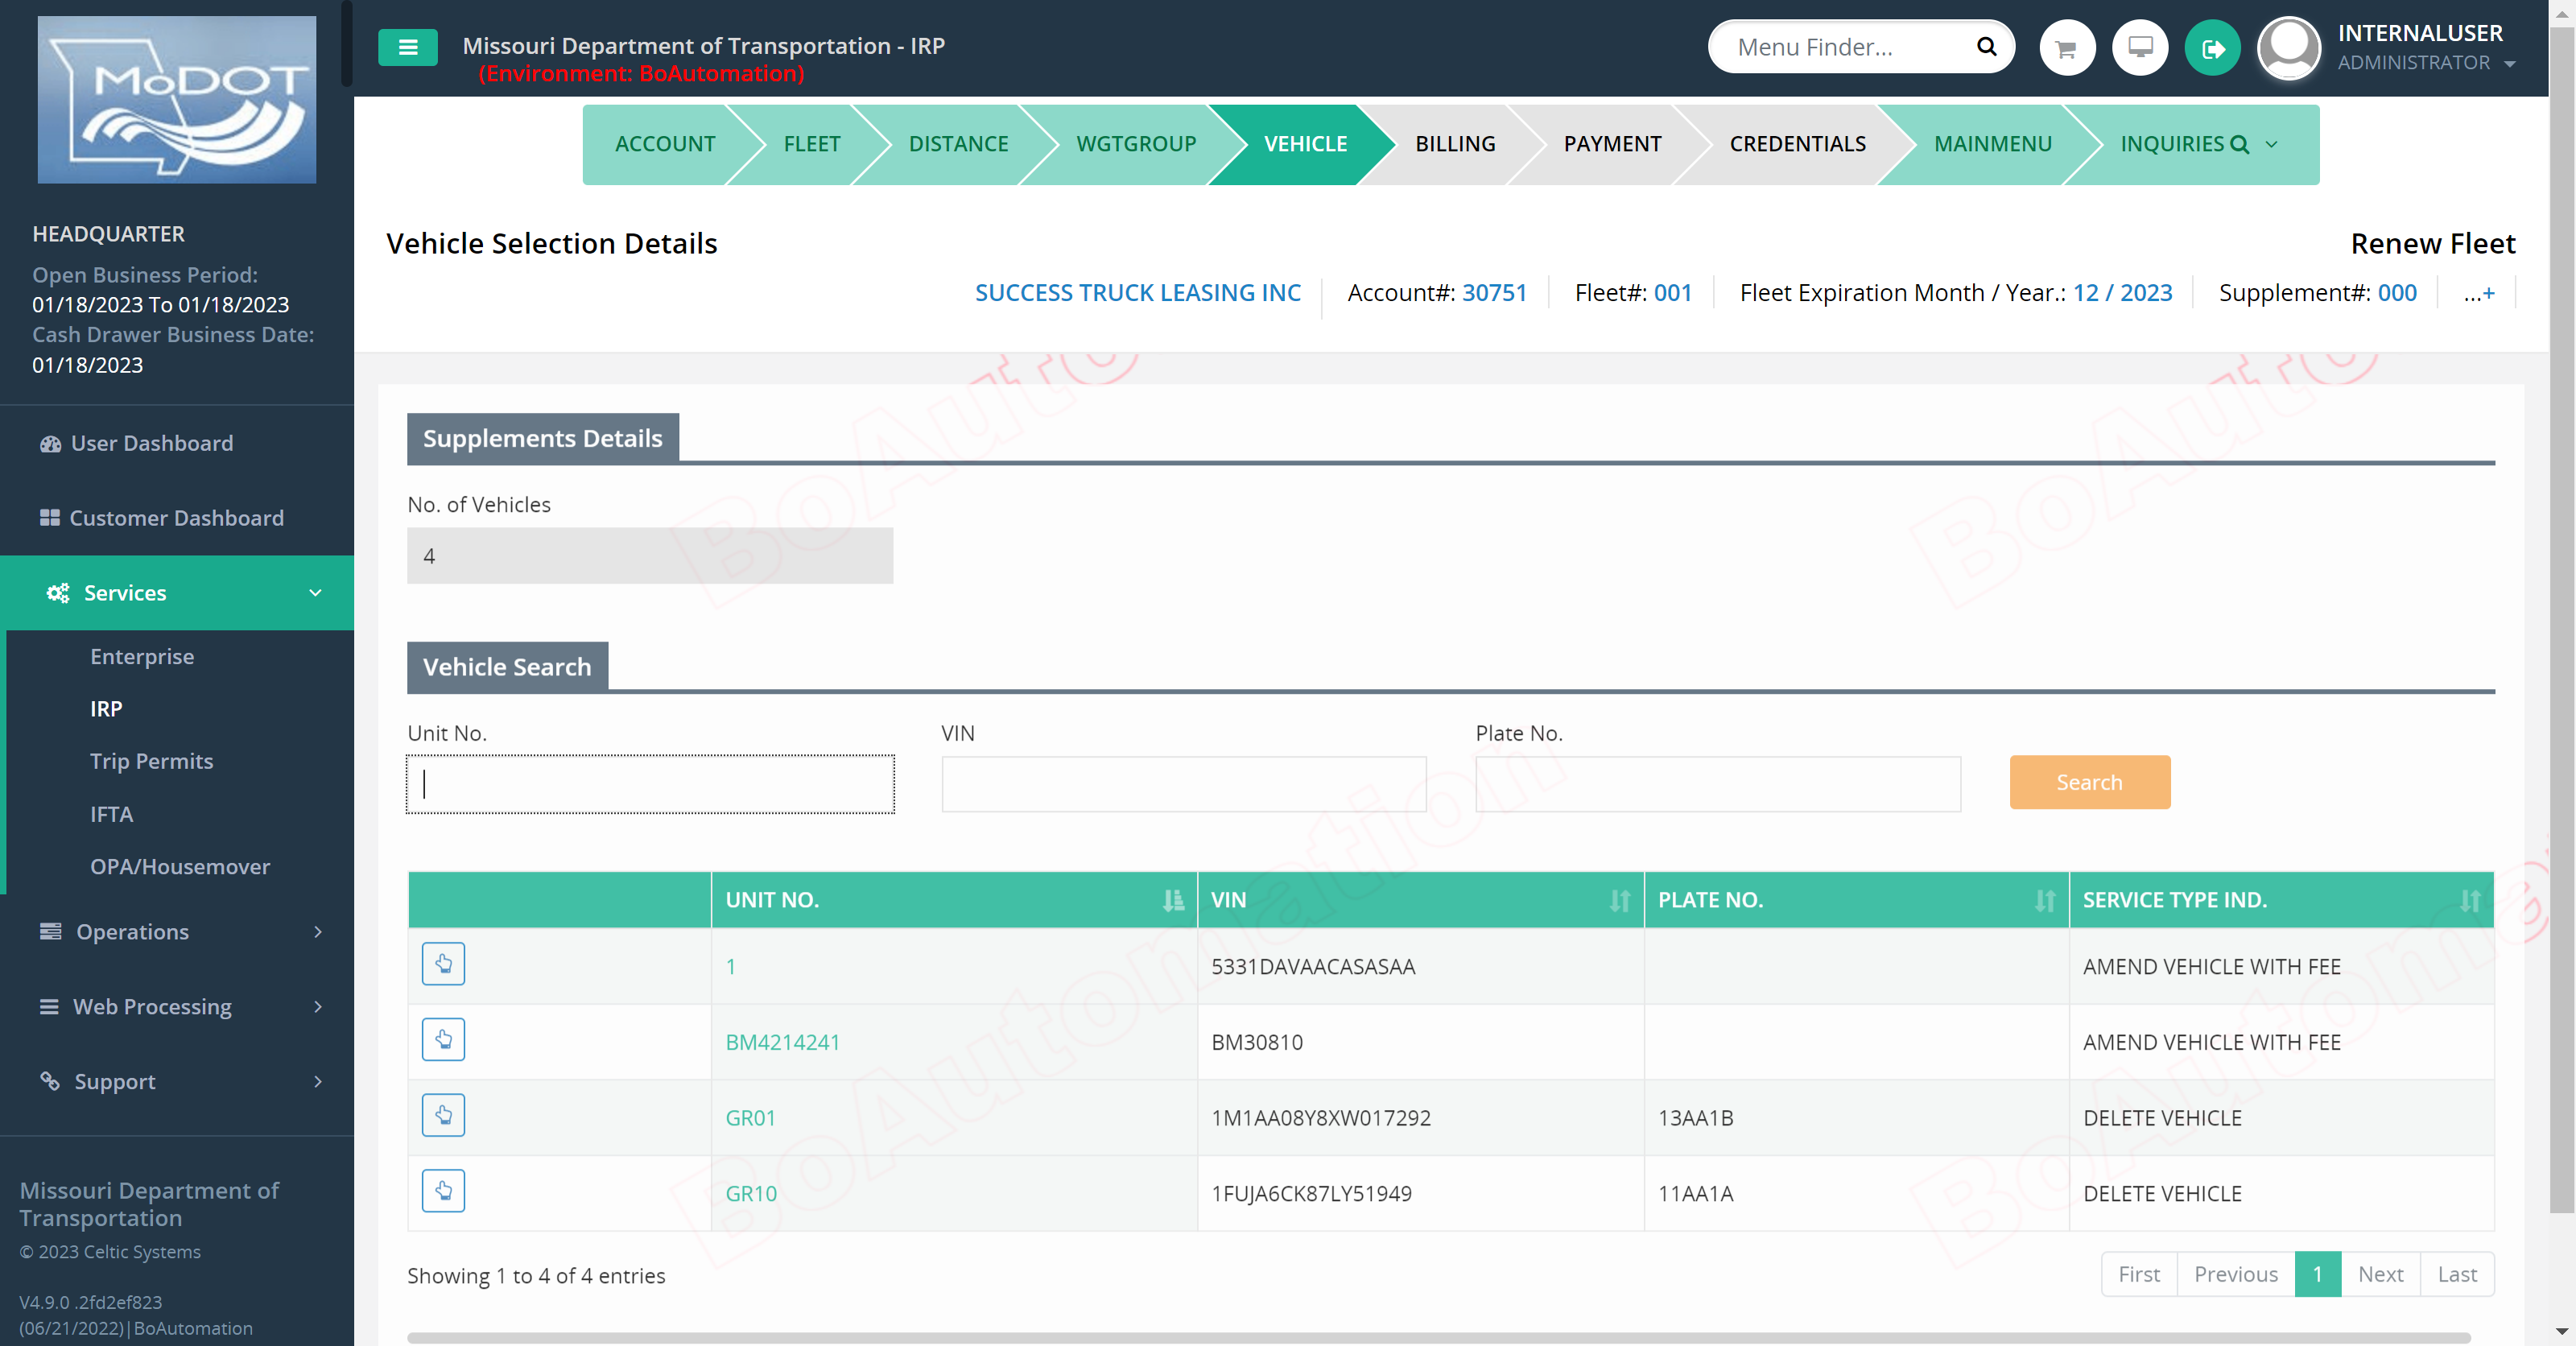 MoDOT
Missouri Department of Transportation - IRP
(Environment: BoAutomation)
Menu Finder...
INTERNALUSER
ADMINISTRATOR
HEADQUARTER
Open Business Period:
01/18/2023 To 01/18/2023
Cash Drawer Business Date:
01/18/2023
User Dashboard
Customer Dashboard
Services
Enterprise
IRP
Trip Permits
IFTA
OPA/Housemover
Operations
Web Processing
Support
Missouri Department of
Transportation
© 2023 Celtic Systems
V4.9.0 .2fd2ef823
(06/21/2022)|BoAutomation
ACCOUNT FLEET DISTANCE WGTGROUP VEHICLE BILLING PAYMENT CREDENTIALS MAINMENU INQUIRIES
Vehicle Selection Details
Renew Fleet
SUCCESS TRUCK LEASING INC Account#: 30751 Fleet#: 001 Fleet Expiration Month / Year.: 12 / 2023 Supplement#: 000 ...+
Supplements Details
No. of Vehicles
4
Vehicle Search
Unit No. VIN Plate No.
Search
UNIT NO. VIN PLATE NO. SERVICE TYPE IND.
1 5331DAVAACASASAA AMEND VEHICLE WITH FEE
BM4214241 BM30810 AMEND VEHICLE WITH FEE
GR01 1M1AA08Y8XW017292 13AA1B DELETE VEHICLE
GR10 1FUJA6CK87LY51949 11AA1A DELETE VEHICLE
Showing 1 to 4 of 4 entries
First Previous 1 Next Last
BoAuto
BoAuto
BoAutomation
BoAutoma